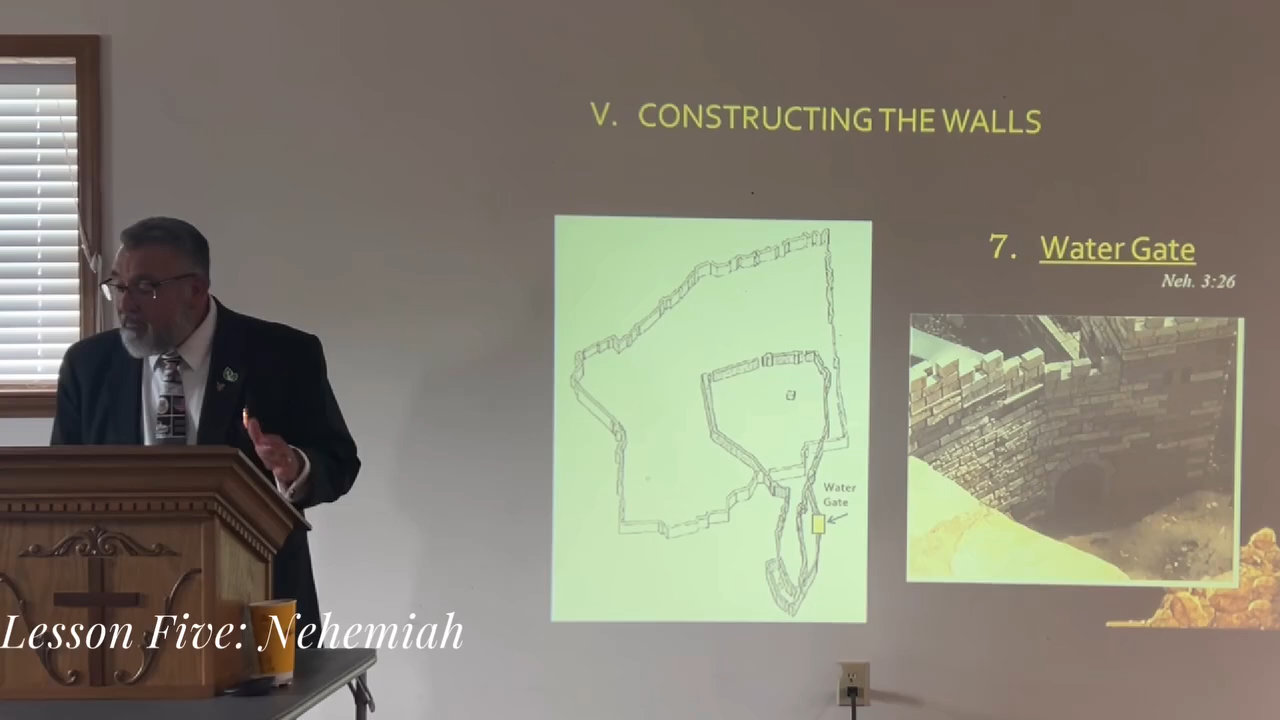 V. CONSTRUCTING THE WALLS
7. Water Gate
Neh. 3:26
Water
Gate
Lesson Five: Nehemiah